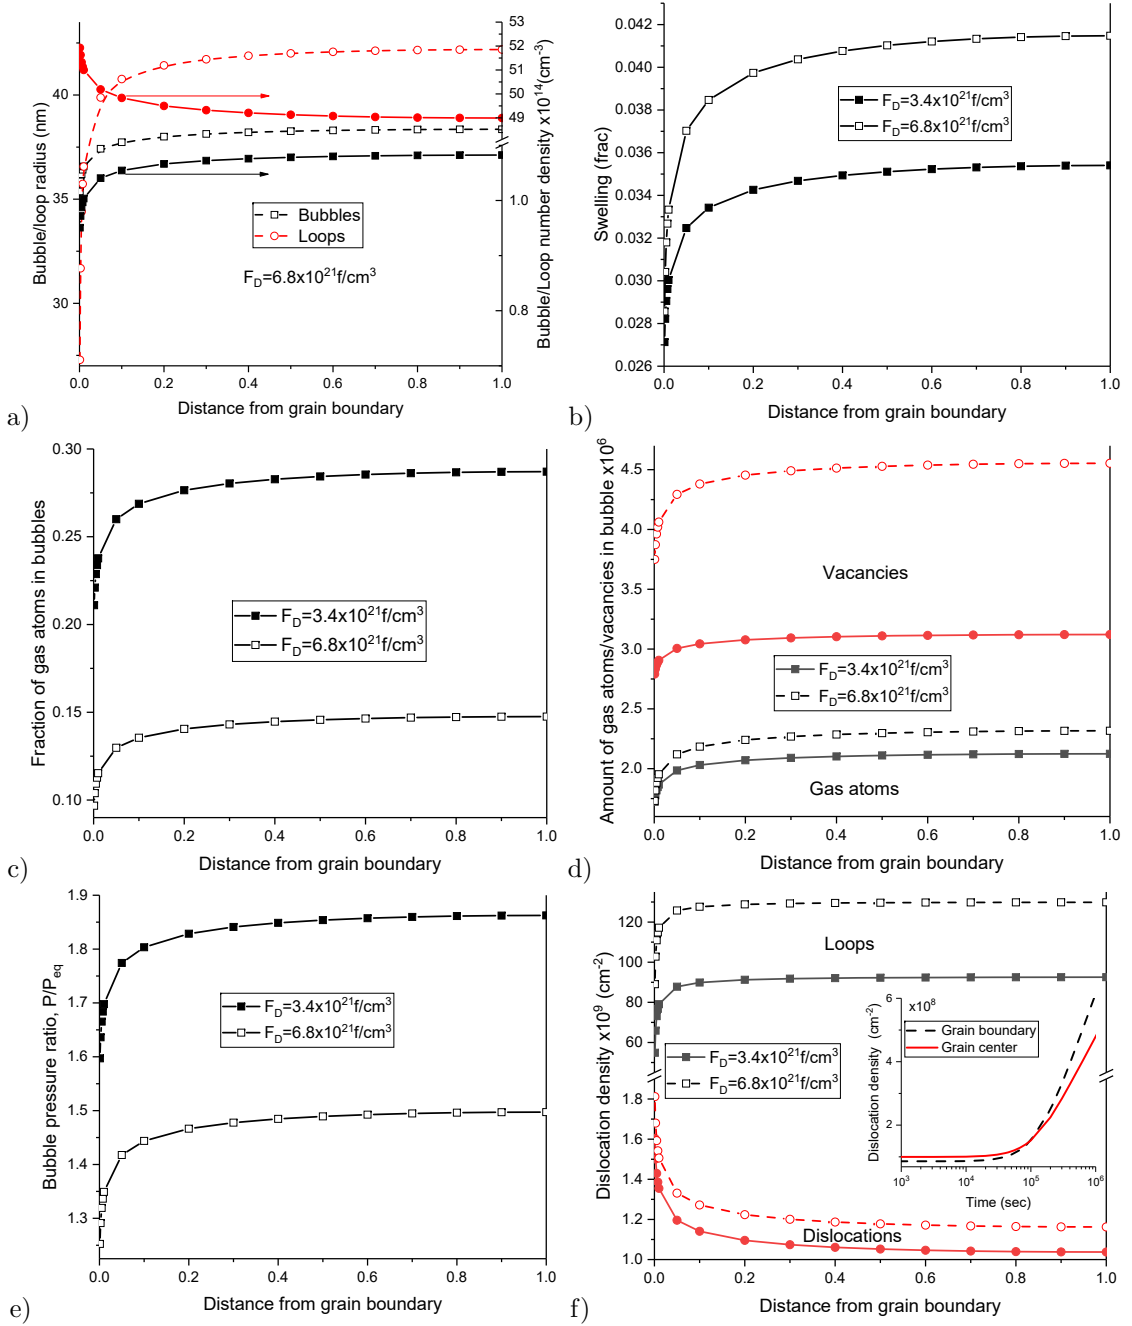 a)
Bubble/loop radius (nm)
40
35
30
53
52
51
50
49
1.0
0.8
Bubble/Loop number density x10^14(cm^-3)
Bubbles
Loops
F_D=6.8x10^21f/cm^3
0.0 0.2 0.4 0.6 0.8 1.0
Distance from grain boundary
b)
Swelling (frac)
0.042
0.040
0.038
0.036
0.034
0.032
0.030
0.028
0.026
F_D=3.4x10^21f/cm^3
F_D=6.8x10^21f/cm^3
0.0 0.2 0.4 0.6 0.8 1.0
Distance from grain boundary
c)
Fraction of gas atoms in bubbles
0.30
0.25
0.20
0.15
0.10
F_D=3.4x10^21f/cm^3
F_D=6.8x10^21f/cm^3
0.0 0.2 0.4 0.6 0.8 1.0
Distance from grain boundary
d)
Amount of gas atoms/vacancies in bubble x10^6
4.5
4.0
3.5
3.0
2.5
2.0
Vacancies
F_D=3.4x10^21f/cm^3
F_D=6.8x10^21f/cm^3
Gas atoms
0.0 0.2 0.4 0.6 0.8 1.0
Distance from grain boundary
e)
Bubble pressure ratio, P/P_eq
1.9
1.8
1.7
1.6
1.5
1.4
1.3
F_D=3.4x10^21f/cm^3
F_D=6.8x10^21f/cm^3
0.0 0.2 0.4 0.6 0.8 1.0
Distance from grain boundary
f)
Dislocation density x10^9 (cm^-2)
120
100
80
60
1.8
1.6
1.4
1.2
1.0
Loops
F_D=3.4x10^21f/cm^3
F_D=6.8x10^21f/cm^3
Dislocations
Dislocation density (cm^-2)
6 x10^8
4
2
Grain boundary
Grain center
10^3 10^4 10^5 10^6
Time (sec)
0.0 0.2 0.4 0.6 0.8 1.0
Distance from grain boundary